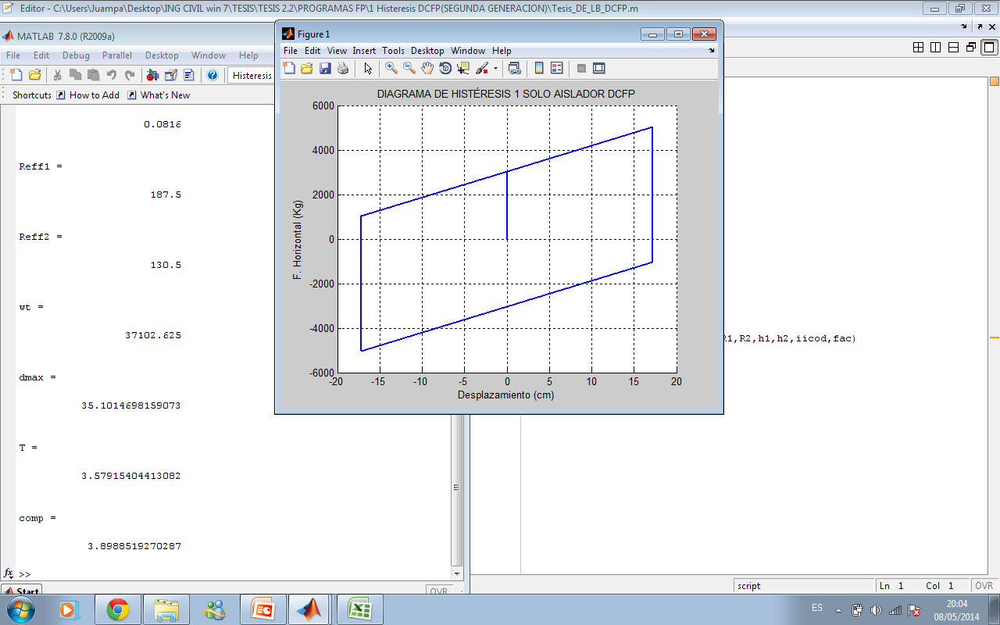 Editor - C:\Users\Juampa\Desktop\ING CIVIL win 7\TESIS\TESIS 2.2\PROGRAMAS FP\1 Histeresis DCFP(SEGUNDA GENERACION)\Tesis_DE_LB_DCFP.m
MATLAB 7.8.0 (R2009a)
File Edit Debug Parallel Desktop Window Help
Histeresis
Shortcuts How to Add What's New
0.0816
Reff1 =
187.5
Reff2 =
130.5
wt =
37102.625
dmax =
35.1014698159073
T =
3.57915404413082
comp =
3.8988519270287
fx >>
Start
OVR
Figure 1
File Edit View Insert Tools Desktop Window Help
DIAGRAMA DE HISTÉRESIS 1 SOLO AISLADOR DCFP
6000
4000
2000
0
-2000
-4000
-6000
F. Horizontal (Kg)
-20 -15 -10 -5 0 5 10 15 20
Desplazamiento (cm)
R1,R2,h1,h2,iicod,fac)
script Ln 1 Col 1 OVR
ES
20:04
08/05/2014